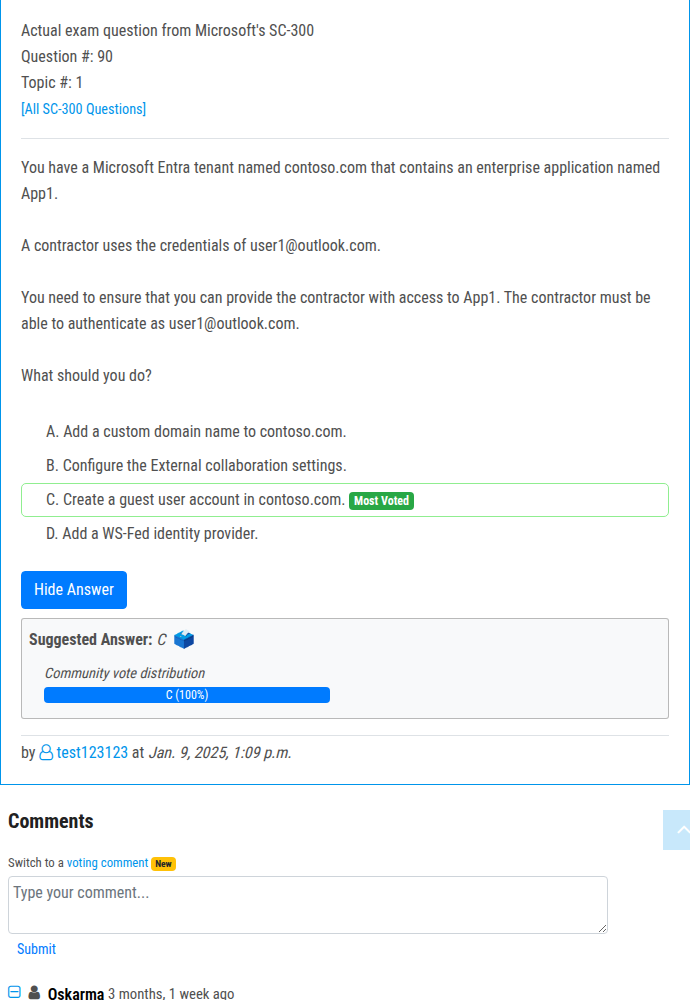 Actual exam question from Microsoft's SC-300
Question #: 90
Topic #: 1
[All SC-300 Questions]
You have a Microsoft Entra tenant named contoso.com that contains an enterprise application named
App1.
A contractor uses the credentials of user1@outlook.com.
You need to ensure that you can provide the contractor with access to App1. The contractor must be
able to authenticate as user1@outlook.com.
What should you do?
A. Add a custom domain name to contoso.com.
B. Configure the External collaboration settings.
C. Create a guest user account in contoso.com. Most Voted
D. Add a WS-Fed identity provider.
Hide Answer
Suggested Answer: C
Community vote distribution
C (100%)
by test123123 at Jan. 9, 2025, 1:09 p.m.
Comments
Switch to a voting comment New
Type your comment...
Submit
Oskarma 3 months, 1 week ago